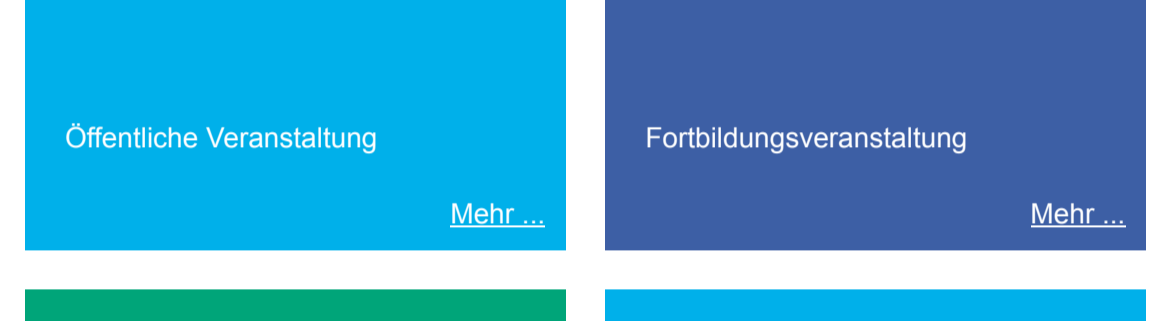 Öffentliche Veranstaltung
Mehr ...
Fortbildungsveranstaltung
Mehr ...